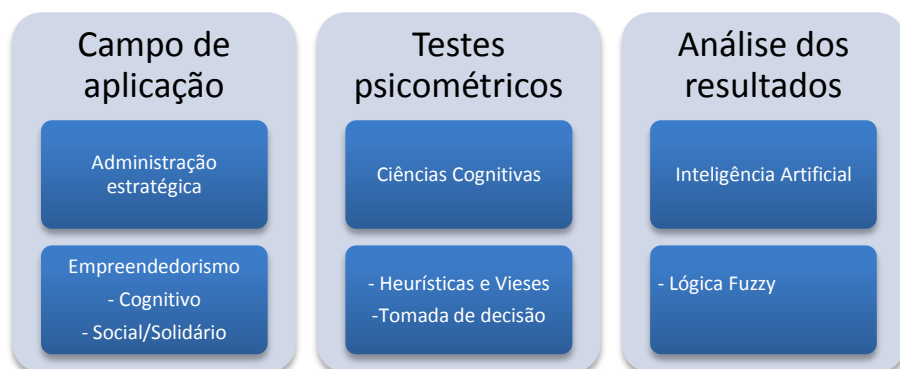 Campo de
aplicação
Administração
estratégica
Empreendedorismo
- Cognitivo
- Social/Solidário
Testes
psicométricos
Ciências Cognitivas
- Heurísticas e Vieses
-Tomada de decisão
Análise dos
resultados
Inteligência Artificial
- Lógica Fuzzy